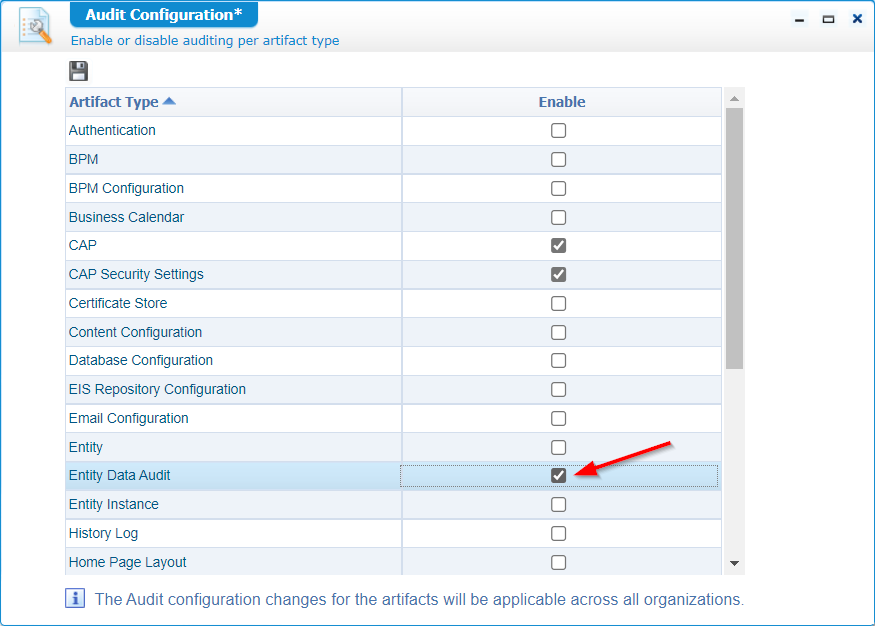 Audit Configuration*
Enable or disable auditing per artifact type
Artifact Type Enable
Authentication
BPM
BPM Configuration
Business Calendar
CAP
CAP Security Settings
Certificate Store
Content Configuration
Database Configuration
EIS Repository Configuration
Email Configuration
Entity
Entity Data Audit
Entity Instance
History Log
Home Page Layout
The Audit configuration changes for the artifacts will be applicable across all organizations.